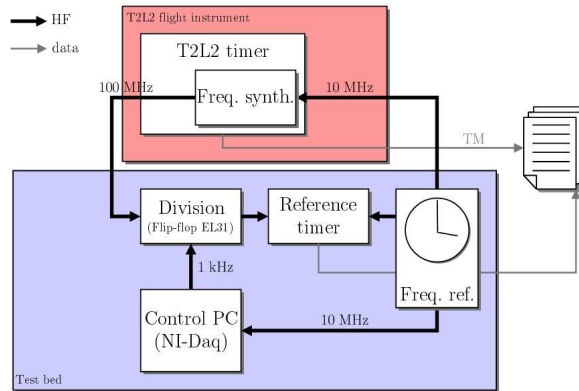 HF
data
T2L2 flight instrument
T2L2 timer
Freq. synth.
100 MHz
10 MHz
TM
Division
(Flip-flop EL31)
Reference
timer
Freq. ref.
1 kHz
Control PC
(NI-Daq)
10 MHz
Test bed